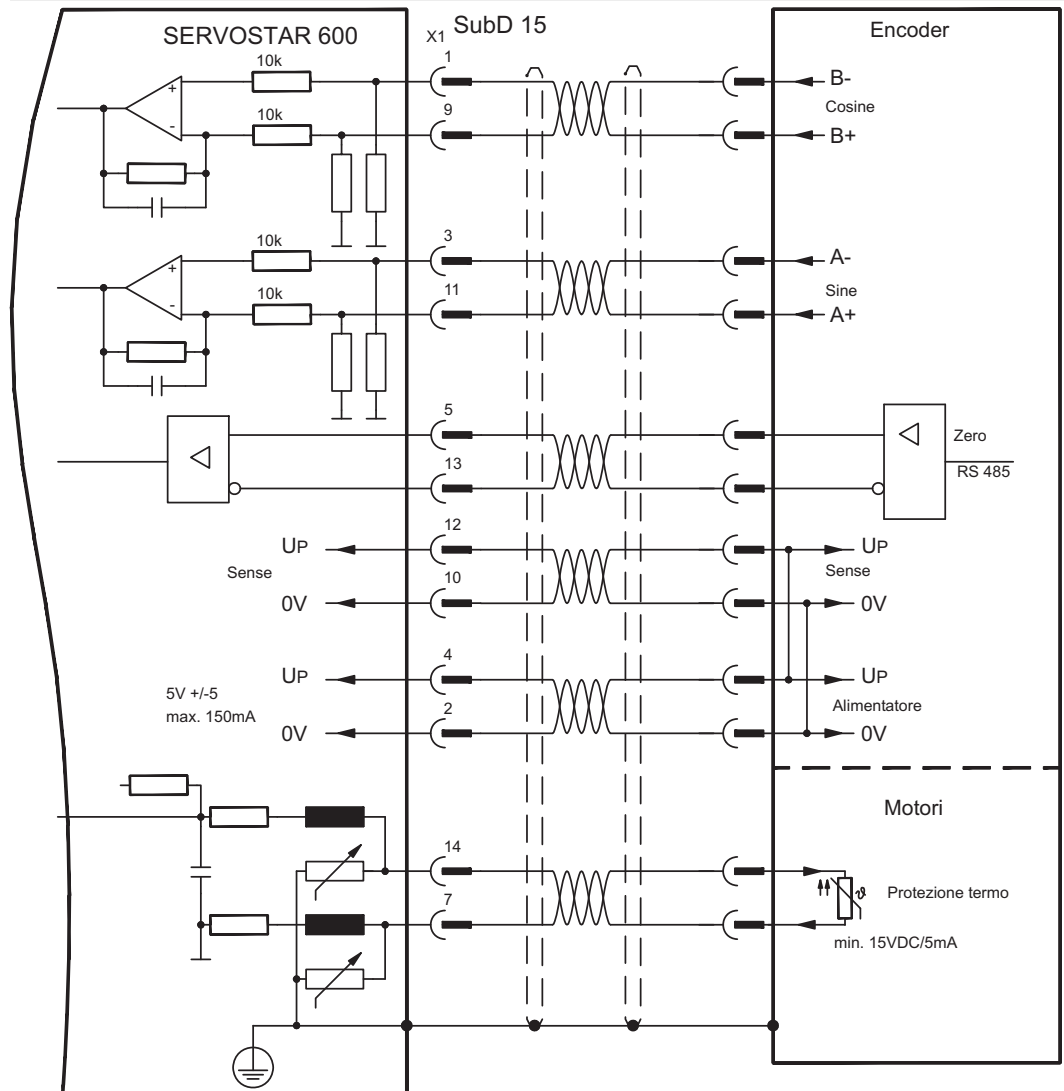 SERVOSTAR 600
X1
SubD 15
Encoder
10k
1
B-
Cosine
10k
9
B+
+
-
10k
3
A-
Sine
10k
11
A+
+
-
5
Zero
13
RS 485
UP
12
UP
Sense
Sense
0V
10
0V
UP
4
UP
5V +/-5
max. 150mA
Alimentatore
0V
2
0V
Motori
14
ϑ
Protezione termo
7
min. 15VDC/5mA